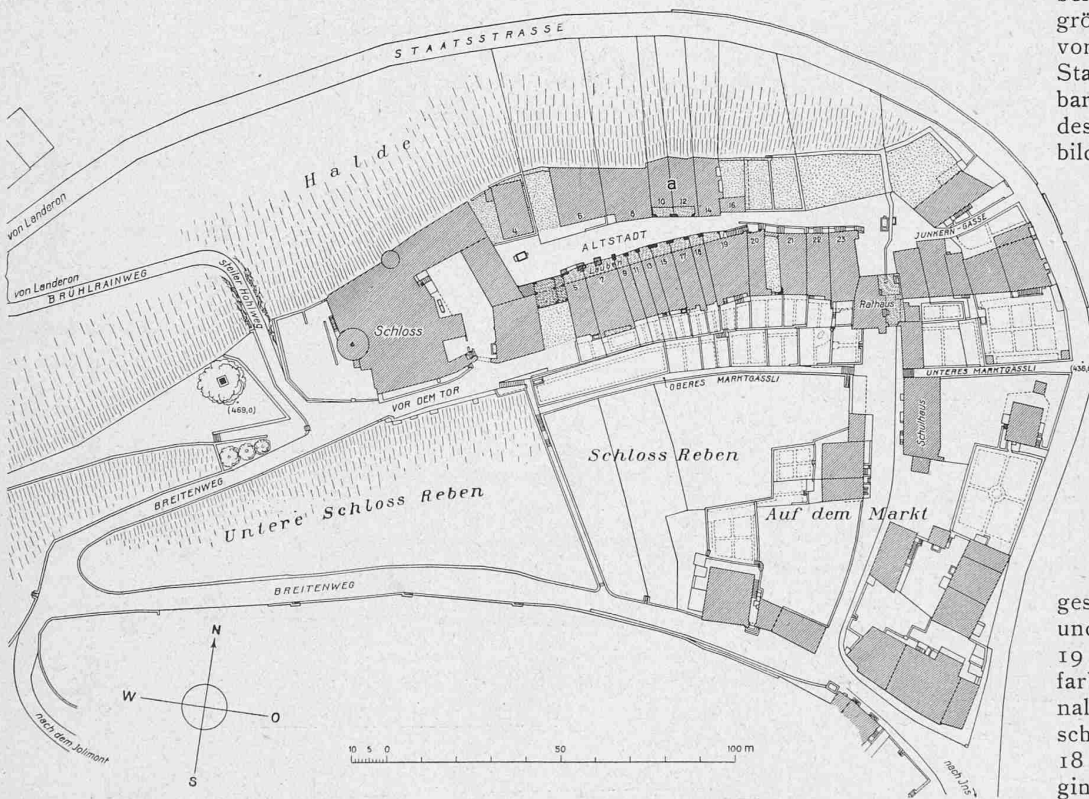 STAATSSTRASSE
Halde
von Landeron
von Landeron
BRÜHLRAINWEG
steiler Hohlweg
Schloss
ALTSTADT
Lauben
a
4
6
8
10 12
14
16
5
7
9
11
13
15
16
17
18
19
20
21
22
23
JUNKERN-GASSE
Rathaus
VOR DEM TOR
OBERES MARKTGÄSSLI
UNTERES MARKTGÄSSLI
(469,0)
Schulhaus
Schloss Reben
Auf dem Markt
BREITENWEG
Untere Schloss Reben
BREITENWEG
nach dem Jolimont
nach Jns
N
W
O
S
10 5 0 50 100 m
grö
von
Sta
bar
des
bild
ges
und
19
farl
nal
sch
18
gin